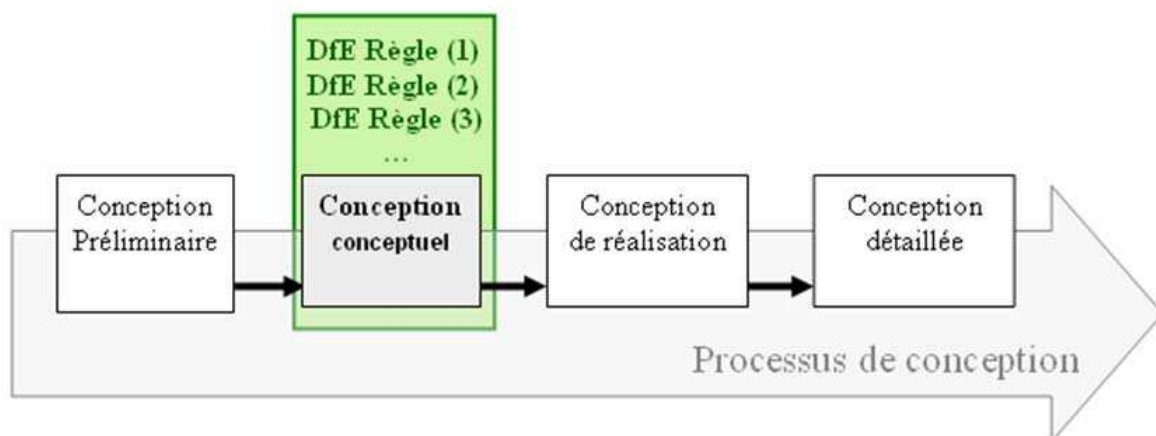 DfE Règle (1)
DfE Règle (2)
DfE Règle (3)
...
Conception
Préliminaire
Conception
conceptuel
Conception
de réalisation
Conception
détaillée
Processus de conception